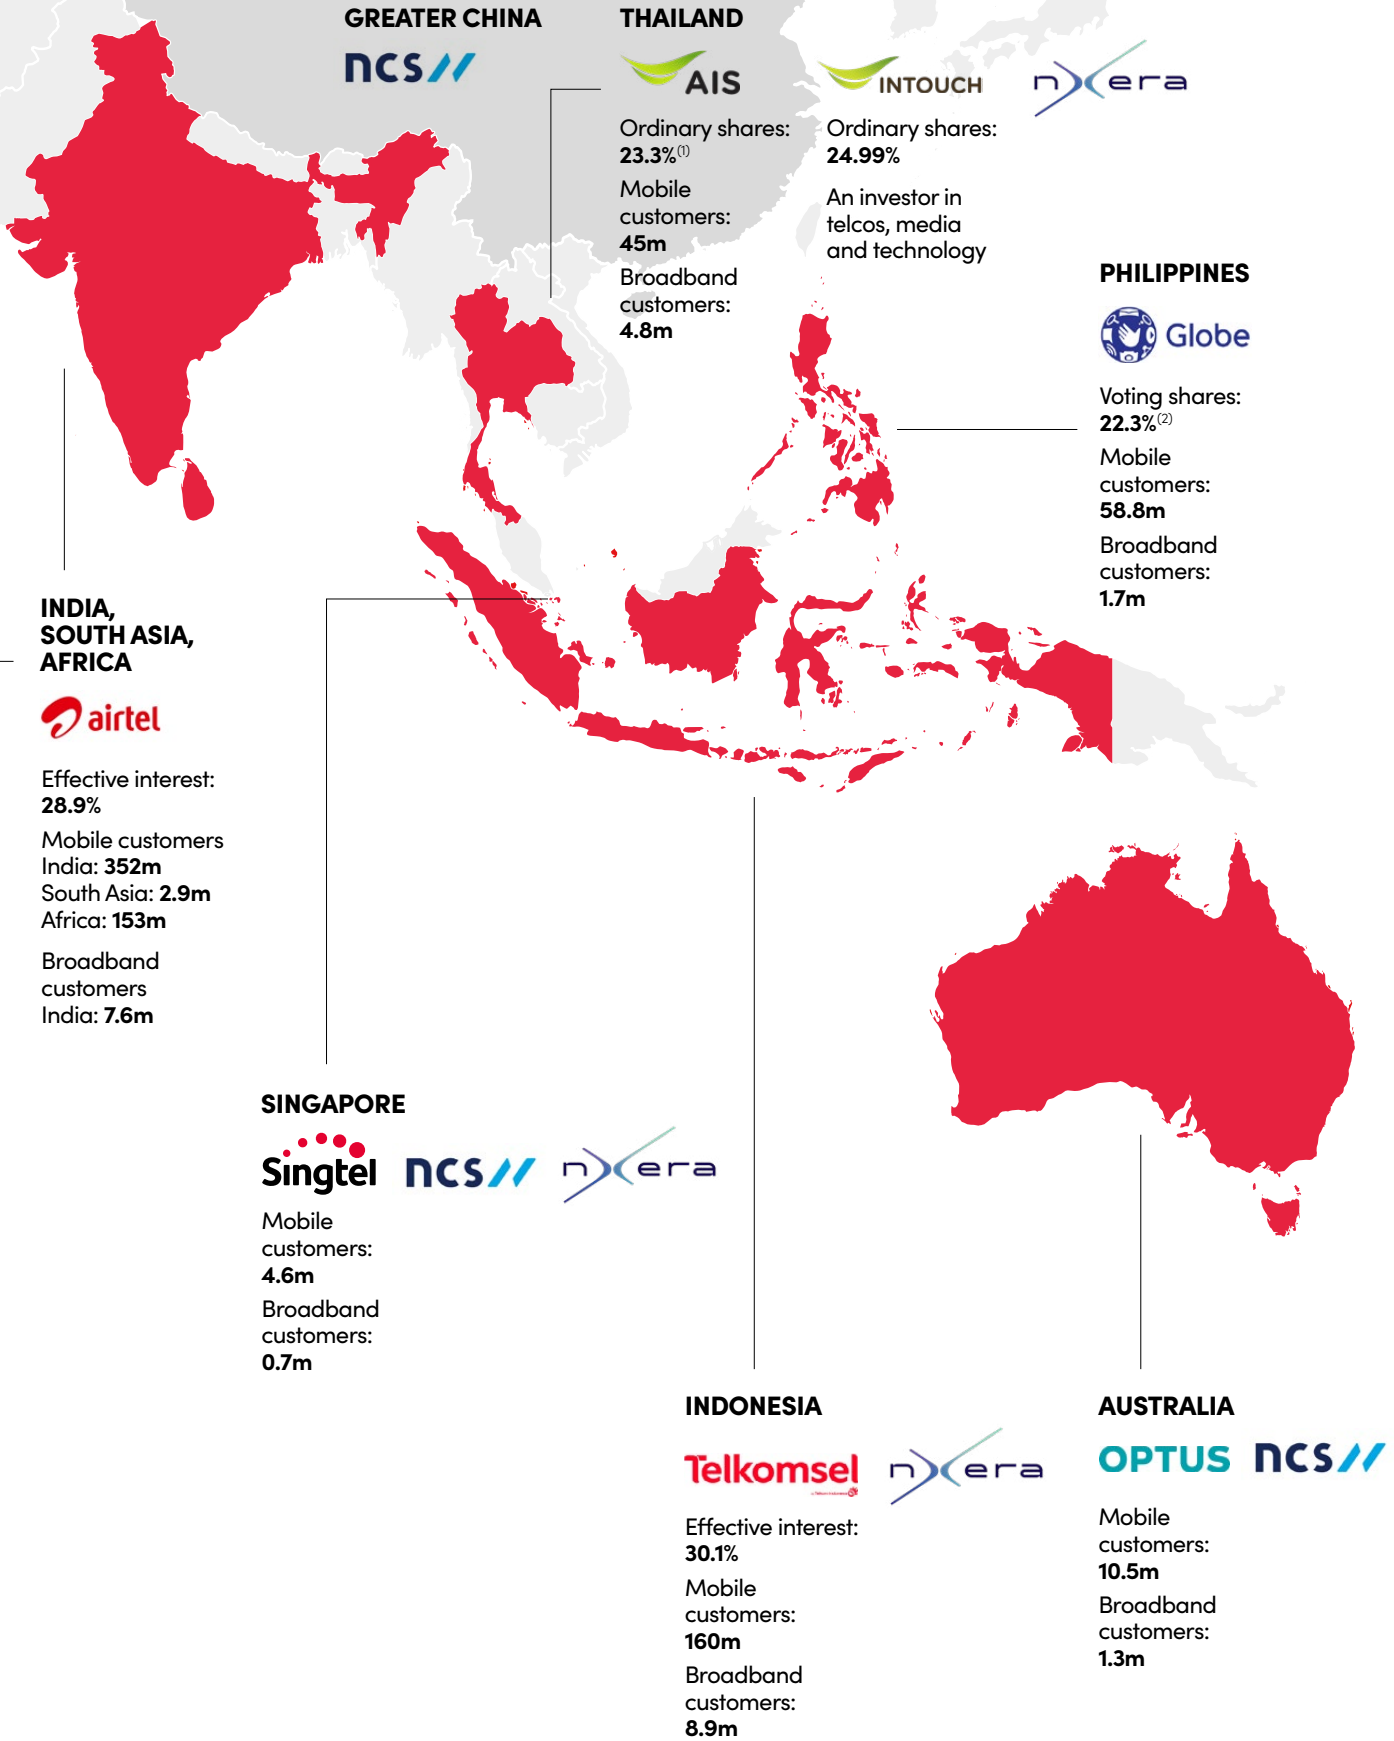 GREATER CHINA
ncs
THAILAND
AIS
Ordinary shares:
23.3%(1)
Mobile
customers:
45m
Broadband
customers:
4.8m
INTOUCH
Ordinary shares:
24.99%
An investor in
telcos, media
and technology
nxera
PHILIPPINES
Globe
Voting shares:
22.3%(2)
Mobile
customers:
58.8m
Broadband
customers:
1.7m
INDIA,
SOUTH ASIA,
AFRICA
airtel
Effective interest:
28.9%
Mobile customers
India: 352m
South Asia: 2.9m
Africa: 153m
Broadband
customers
India: 7.6m
SINGAPORE
Singtel
ncs
nxera
Mobile
customers:
4.6m
Broadband
customers:
0.7m
INDONESIA
Telkomsel
nxera
Effective interest:
30.1%
Mobile
customers:
160m
Broadband
customers:
8.9m
AUSTRALIA
OPTUS
ncs
Mobile
customers:
10.5m
Broadband
customers:
1.3m